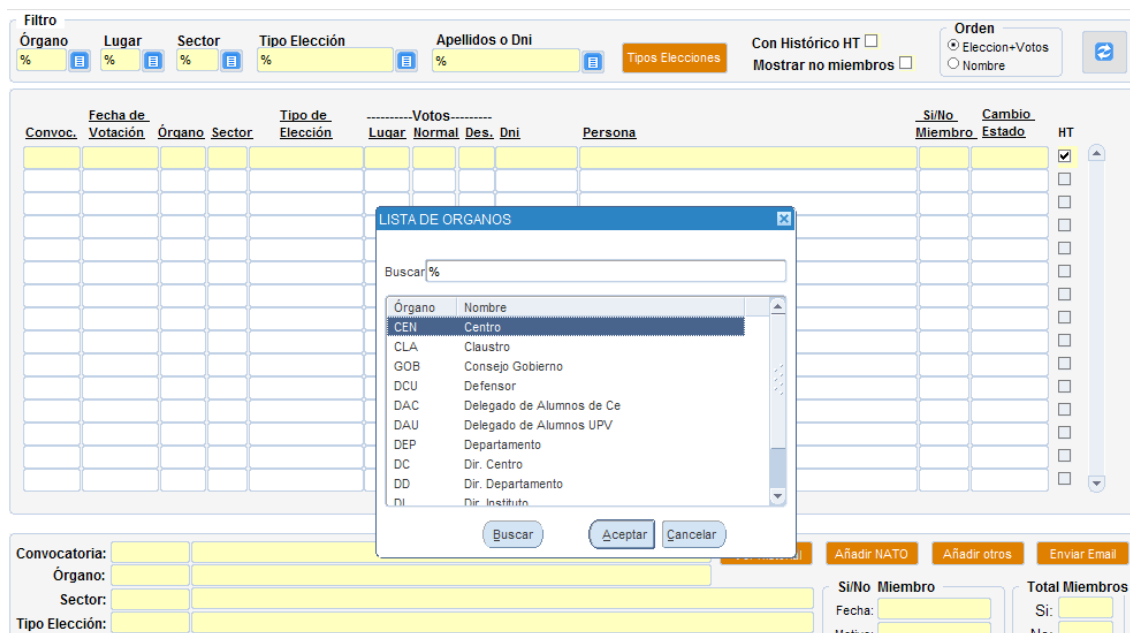 Filtro
Órgano Lugar Sector Tipo Elección Apellidos o Dni
% % % % %
Tipos Elecciones
Con Histórico HT
Mostrar no miembros
Orden
Eleccion+Votos
Nombre
Fecha de Tipo de ----------Votos--------- Si/No Cambio
Convoc. Votación Órgano Sector Elección Lugar Normal Des. Dni Persona Miembro Estado HT
LISTA DE ORGANOS
Buscar %
Órgano Nombre
CEN Centro
CLA Claustro
GOB Consejo Gobierno
DCU Defensor
DAC Delegado de Alumnos de Ce
DAU Delegado de Alumnos UPV
DEP Departamento
DC Dir. Centro
DD Dir. Departamento
DI Dir. Instituto
Buscar Aceptar Cancelar
Convocatoria:
Órgano:
Sector:
Tipo Elección:
Añadir NATO Añadir otros Enviar Email
Si/No Miembro
Fecha:
Motivo:
Total Miembros
Si:
No: